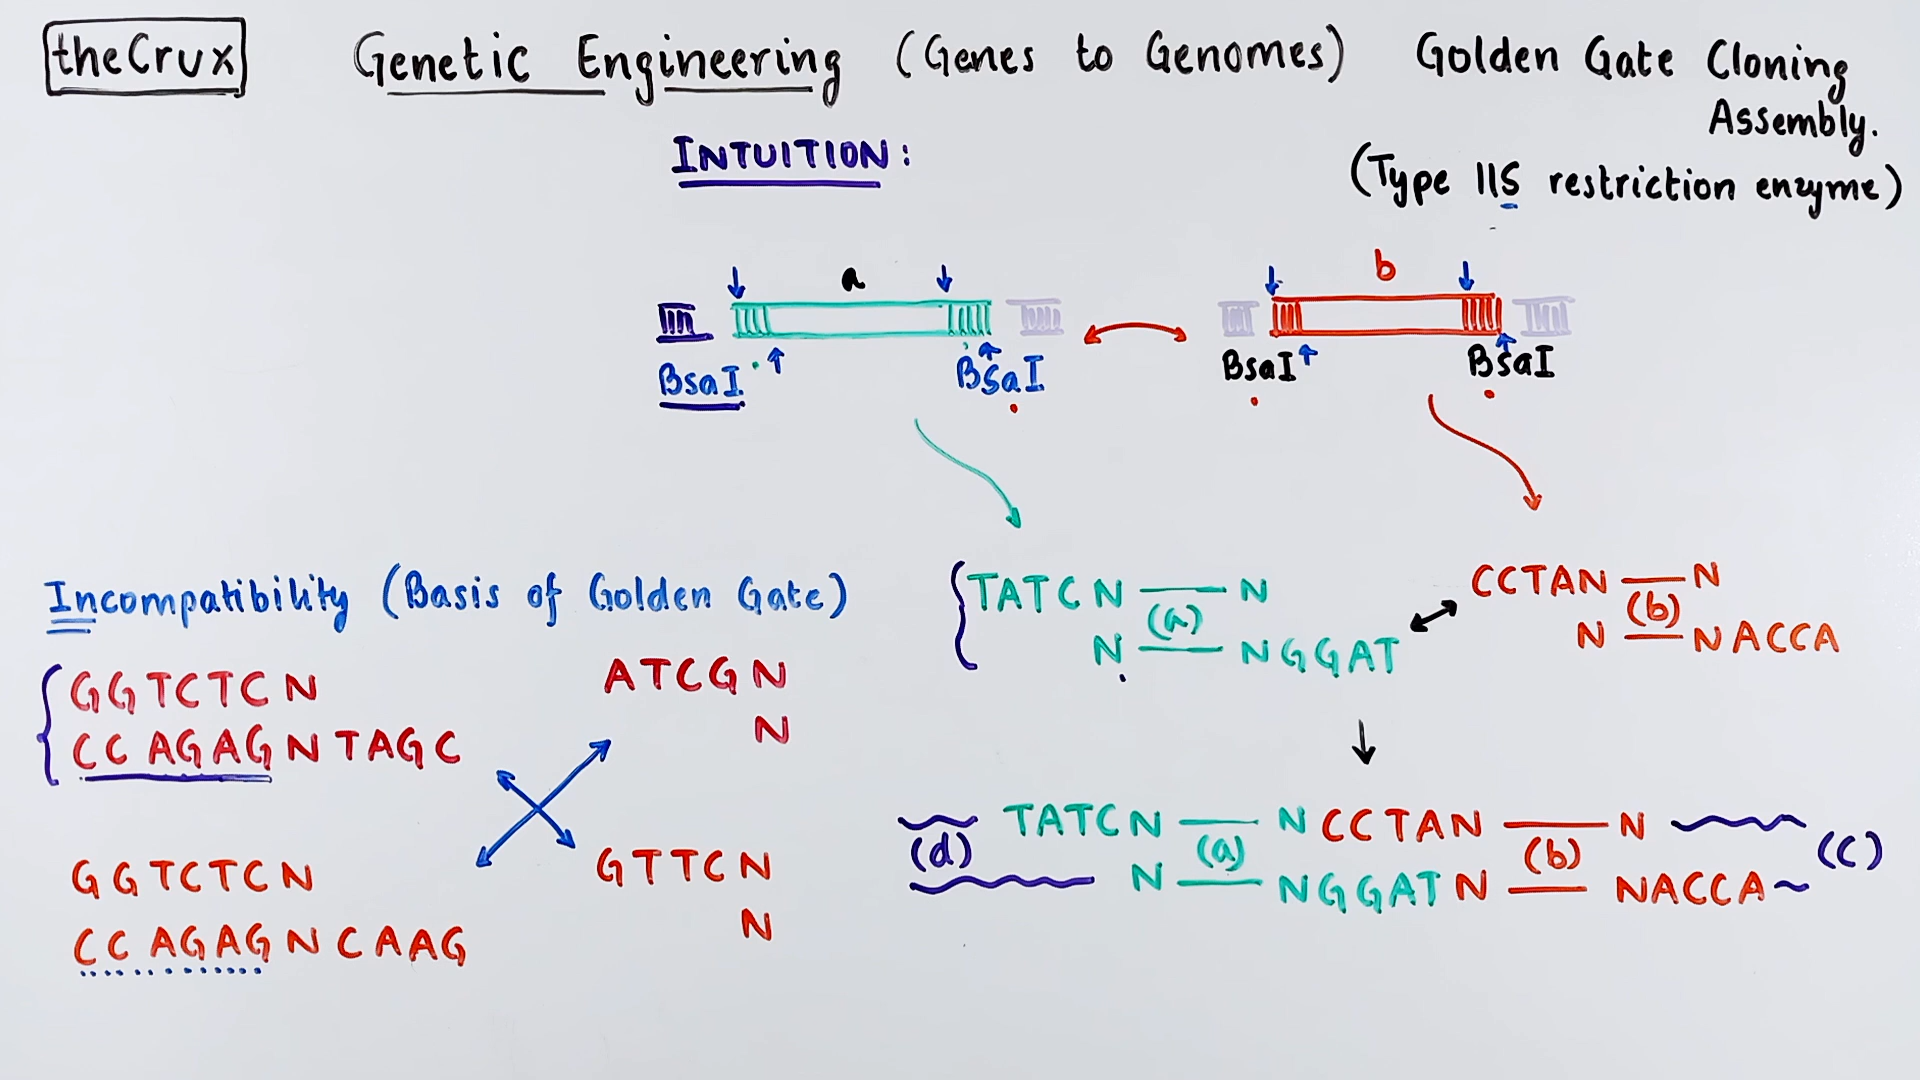 theCrux
Genetic Engineering (Genes to Genomes)
Golden Gate Cloning
Assembly.
(Type IIS restriction enzyme)
INTUITION:
a
b
BsaI
BsaI
BsaI
BsaI
Incompatibility (Basis of Golden Gate)
GGTCTCN
CCAGAGNTAGC
ATCGN
N
GGTCTCN
CCAGAGNCAAG
GTTCN
N
TATCN N
(a)
N NGGAT
CCTAN N
(b)
N NACCA
TATCN NCCTAN N
(d) (a) (b) (c)
N NGGATN NACCA